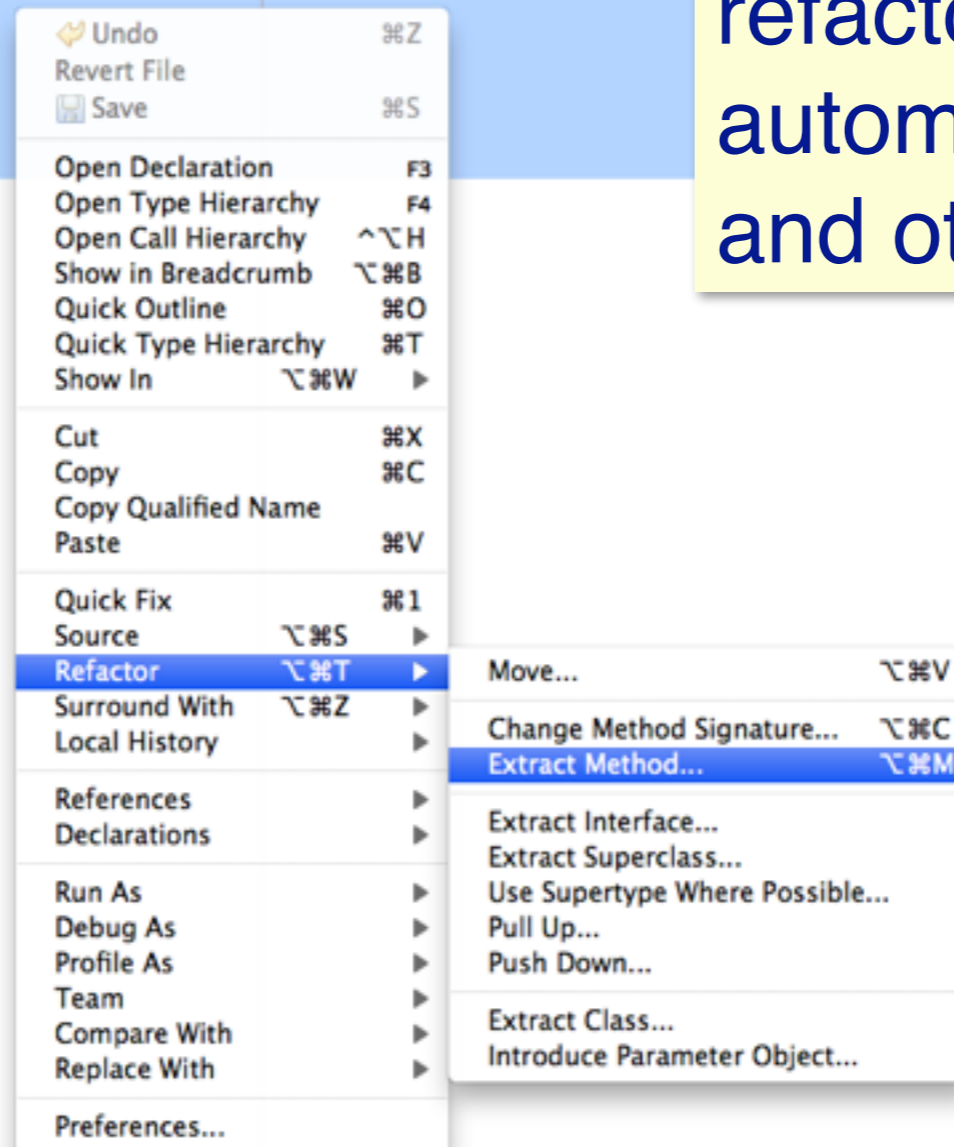 Undo ⌘Z
Revert File
Save ⌘S
Open Declaration F3
Open Type Hierarchy F4
Open Call Hierarchy ^⌥H
Show in Breadcrumb ⌥⌘B
Quick Outline ⌘O
Quick Type Hierarchy ⌘T
Show In ⌥⌘W ▶
Cut ⌘X
Copy ⌘C
Copy Qualified Name
Paste ⌘V
Quick Fix ⌘1
Source ⌥⌘S ▶
Refactor ⌥⌘T ▶
Surround With ⌥⌘Z ▶
Local History ▶
References ▶
Declarations ▶
Run As ▶
Debug As ▶
Profile As ▶
Team ▶
Compare With ▶
Replace With ▶
Preferences...
Move... ⌥⌘V
Change Method Signature... ⌥⌘C
Extract Method... ⌥⌘M
Extract Interface...
Extract Superclass...
Use Supertype Where Possible...
Pull Up...
Push Down...
Extract Class...
Introduce Parameter Object...
autom
and ot